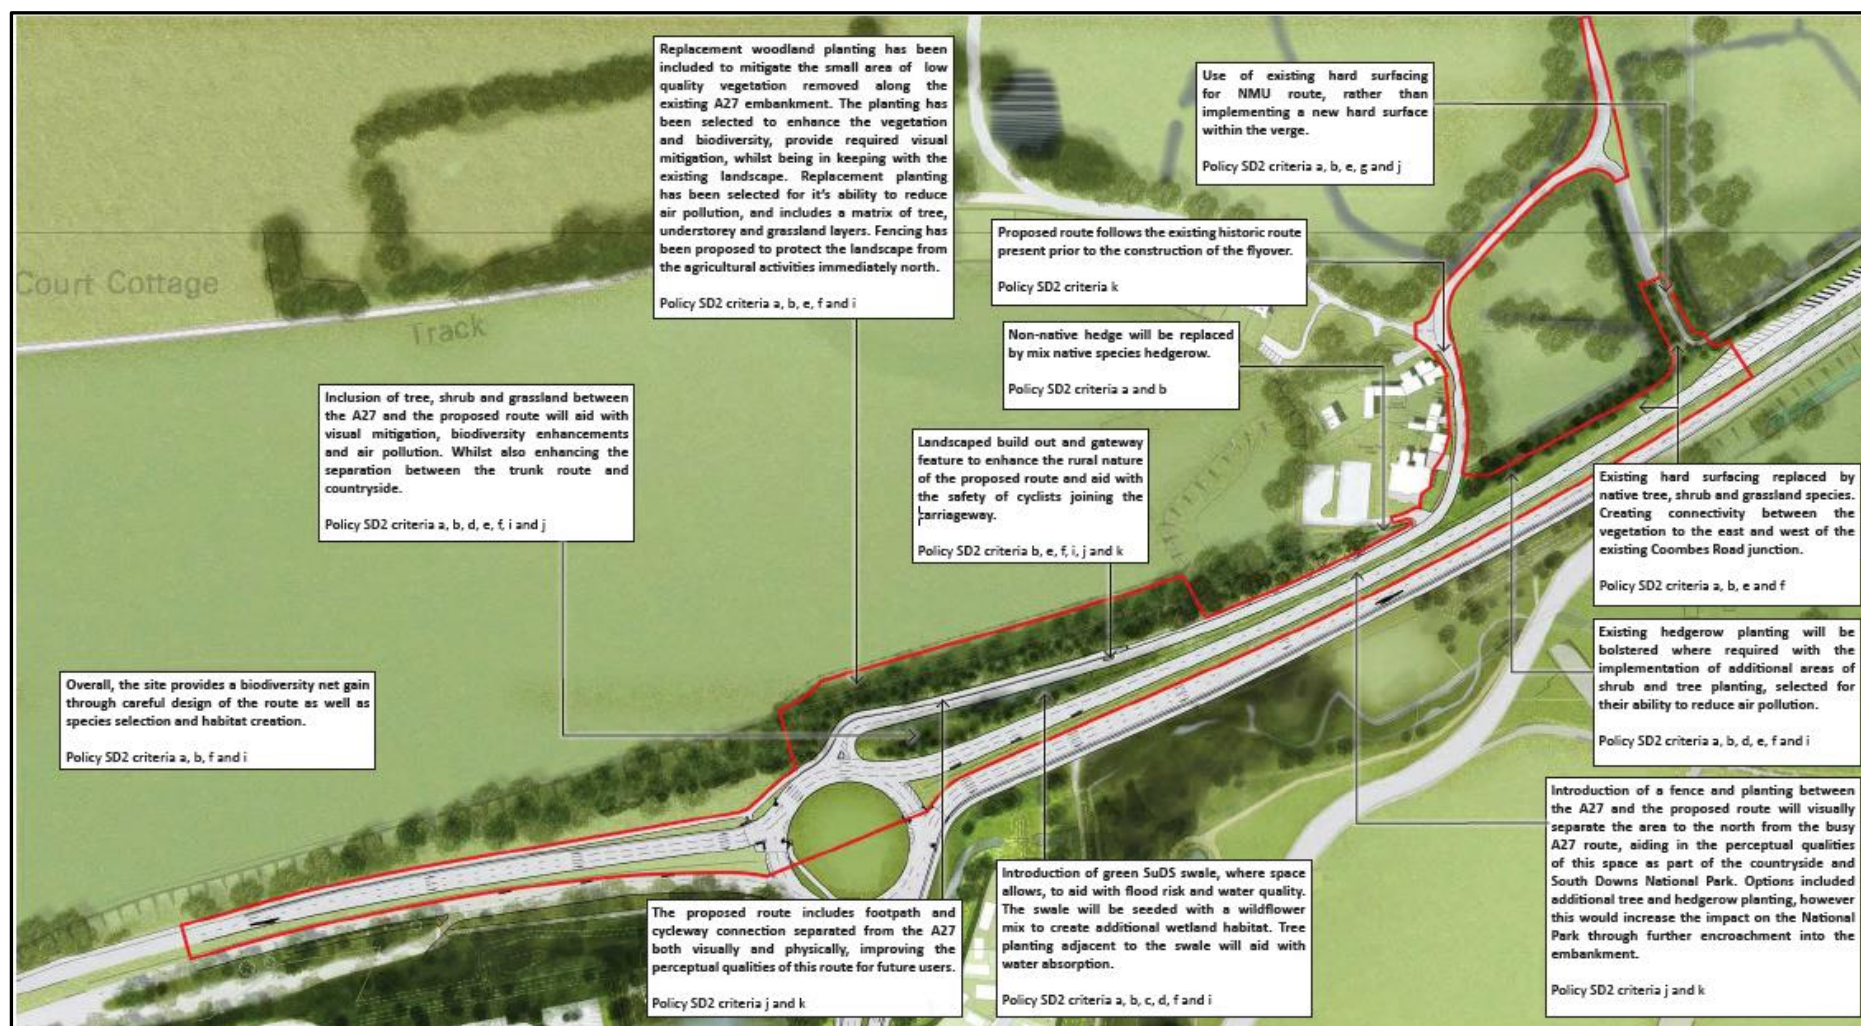 Replacement woodland planting has been
included to mitigate the small area of low
quality vegetation removed along the
existing A27 embankment. The planting has
been selected to enhance the vegetation
and biodiversity, provide required visual
mitigation, whilst being in keeping with the
existing landscape. Replacement planting
has been selected for it's ability to reduce
air pollution, and includes a matrix of tree,
understorey and grassland layers. Fencing has
been proposed to protect the landscape from
the agricultural activities immediately north.
Policy SD2 criteria a, b, e, f and i
Use of existing hard surfacing
for NMU route, rather than
implementing a new hard surface
within the verge.
Policy SD2 criteria a, b, e, g and j
Proposed route follows the existing historic route
present prior to the construction of the flyover.
Policy SD2 criteria k
Court Cottage
Track
Non-native hedge will be replaced
by mix native species hedgerow.
Policy SD2 criteria a and b
Inclusion of tree, shrub and grassland between
the A27 and the proposed route will aid with
visual mitigation, biodiversity enhancements
and air pollution. Whilst also enhancing the
separation between the trunk route and
countryside.
Policy SD2 criteria a, b, d, e, f, i and j
Landscaped build out and gateway
feature to enhance the rural nature
of the proposed route and aid with
the safety of cyclists joining the
carriageway.
Policy SD2 criteria b, e, f, i, j and k
Existing hard surfacing replaced by
native tree, shrub and grassland species.
Creating connectivity between the
vegetation to the east and west of the
existing Coombes Road junction.
Policy SD2 criteria a, b, e and f
Existing hedgerow planting will be
bolstered where required with the
implementation of additional areas of
shrub and tree planting, selected for
their ability to reduce air pollution.
Policy SD2 criteria a, b, d, e, f and i
Overall, the site provides a biodiversity net gain
through careful design of the route as well as
species selection and habitat creation.
Policy SD2 criteria a, b, f and i
Introduction of a fence and planting between
the A27 and the proposed route will visually
separate the area to the north from the busy
A27 route, aiding in the perceptual qualities
of this space as part of the countryside and
South Downs National Park. Options included
additional tree and hedgerow planting, however
this would increase the impact on the National
Park through further encroachment into the
embankment.
Policy SD2 criteria j and k
The proposed route includes footpath and
cycleway connection separated from the A27
both visually and physically, improving the
perceptual qualities of this route for future users.
Policy SD2 criteria j and k
Introduction of green SuDS swale, where space
allows, to aid with flood risk and water quality.
The swale will be seeded with a wildflower
mix to create additional wetland habitat. Tree
planting adjacent to the swale will aid with
water absorption.
Policy SD2 criteria a, b, c, d, f and i